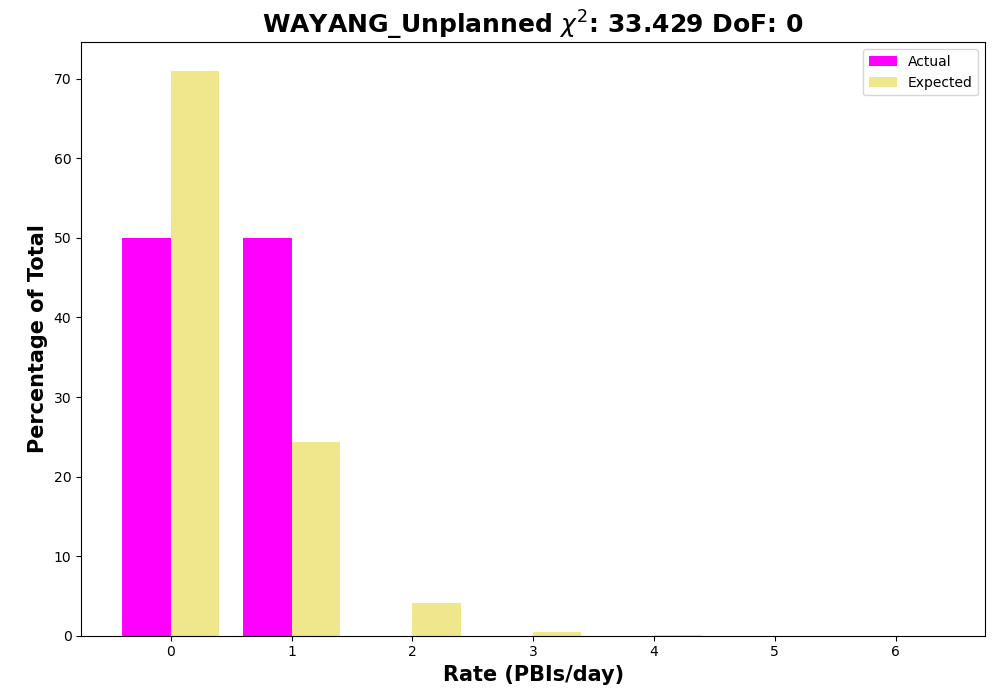 WAYANG_Unplanned χ²: 33.429 DoF: 0
Actual
Expected
Percentage of Total
70
60
50
40
30
20
10
0
0 1 2 3 4 5 6
Rate (PBIs/day)